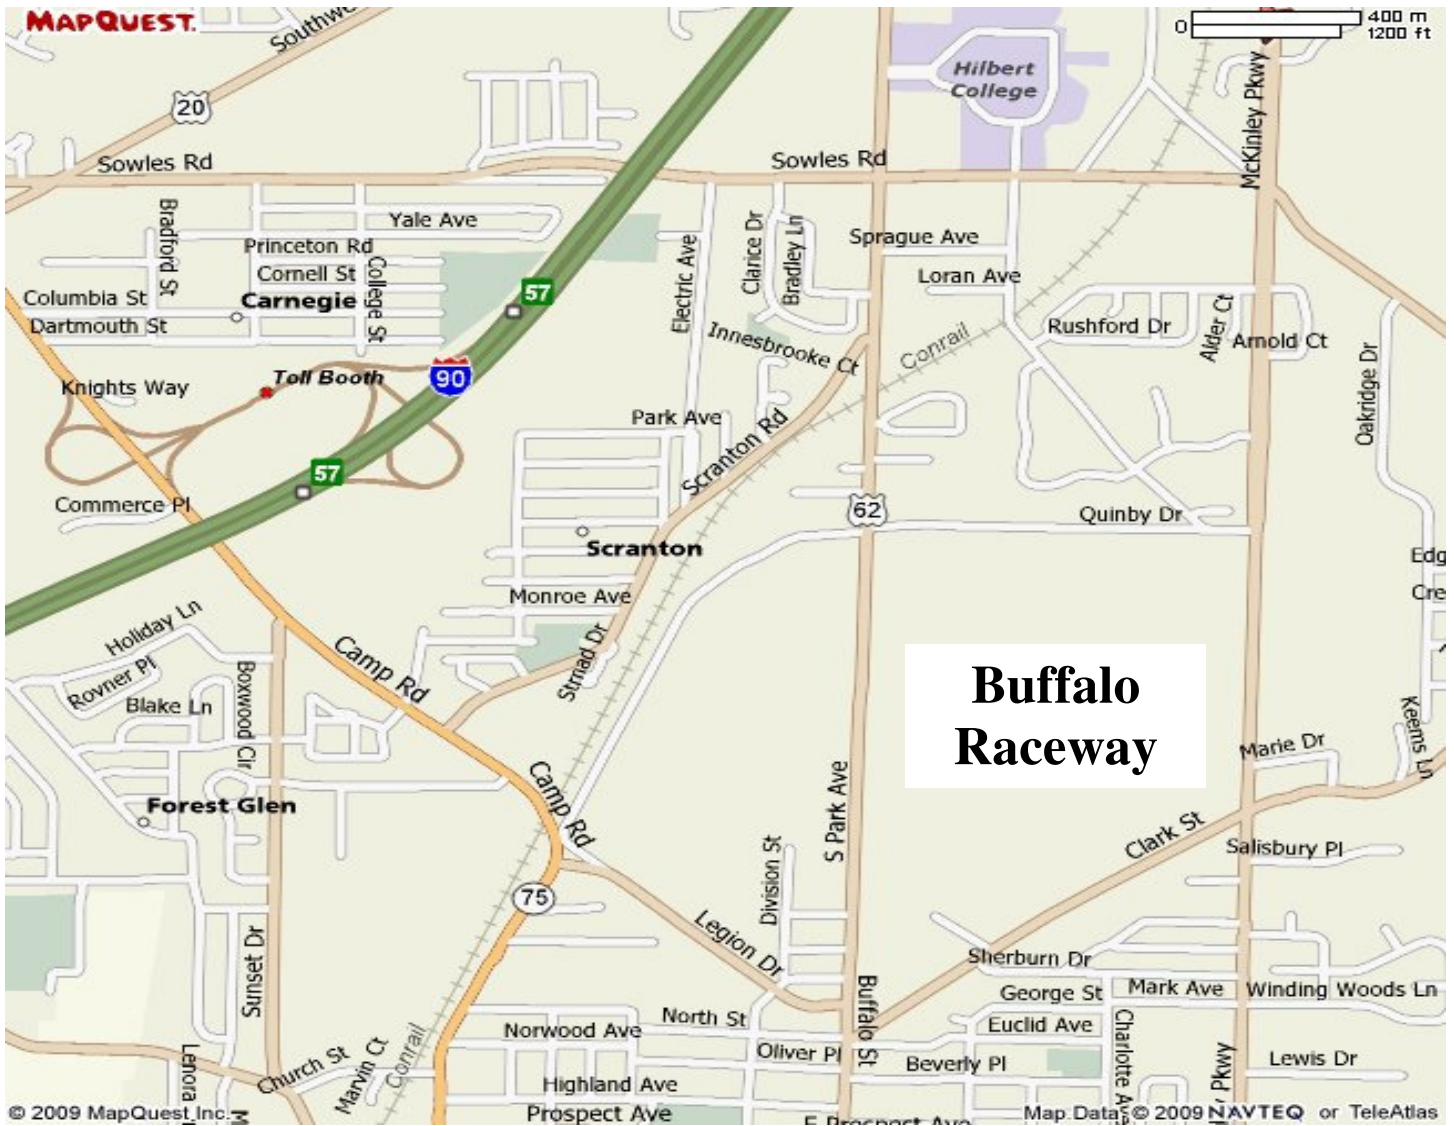 MAPQUEST.
0
400 m
1200 ft
20
Hilbert
College
McKinley Pkwy
Sowles Rd
Sowles Rd
Bradford St
Yale Ave
Princeton Rd
Cornell St
College St
Columbia St
Carnegie
Dartmouth St
Electric Ave
Clarice Dr
Bradley Ln
Sprague Ave
Loran Ave
57
Innesbrooke Ct
Conrail
Rushford Dr
Alder Ct
Arnold Ct
Oakridge Dr
Knights Way
Toll Booth
90
Park Ave
Scranton Rd
57
Commerce Pl
62
Quinby Dr
Scranton
Monroe Ave
Holiday Ln
Rovner Pl
Blake Ln
Boxwood Cir
Camp Rd
Buffalo
Raceway
Keems Ln
Marie Dr
Forest Glen
Camp Rd
S Park Ave
Clark St
Salisbury Pl
Division St
75
Legion Dr
Sunset Dr
Sherburn Dr
George St
Mark Ave
Winding Woods Ln
Buffalo St
North St
Norwood Ave
Euclid Ave
Charlotte
Oliver Pl
Beverly Pl
Lewis Dr
Church St
Marvin Ct
Conrail
Lenora
Highland Ave
Prospect Ave
Pkwy
© 2009 MapQuest Inc.
Map Data © 2009 NAVTEQ or TeleAtlas